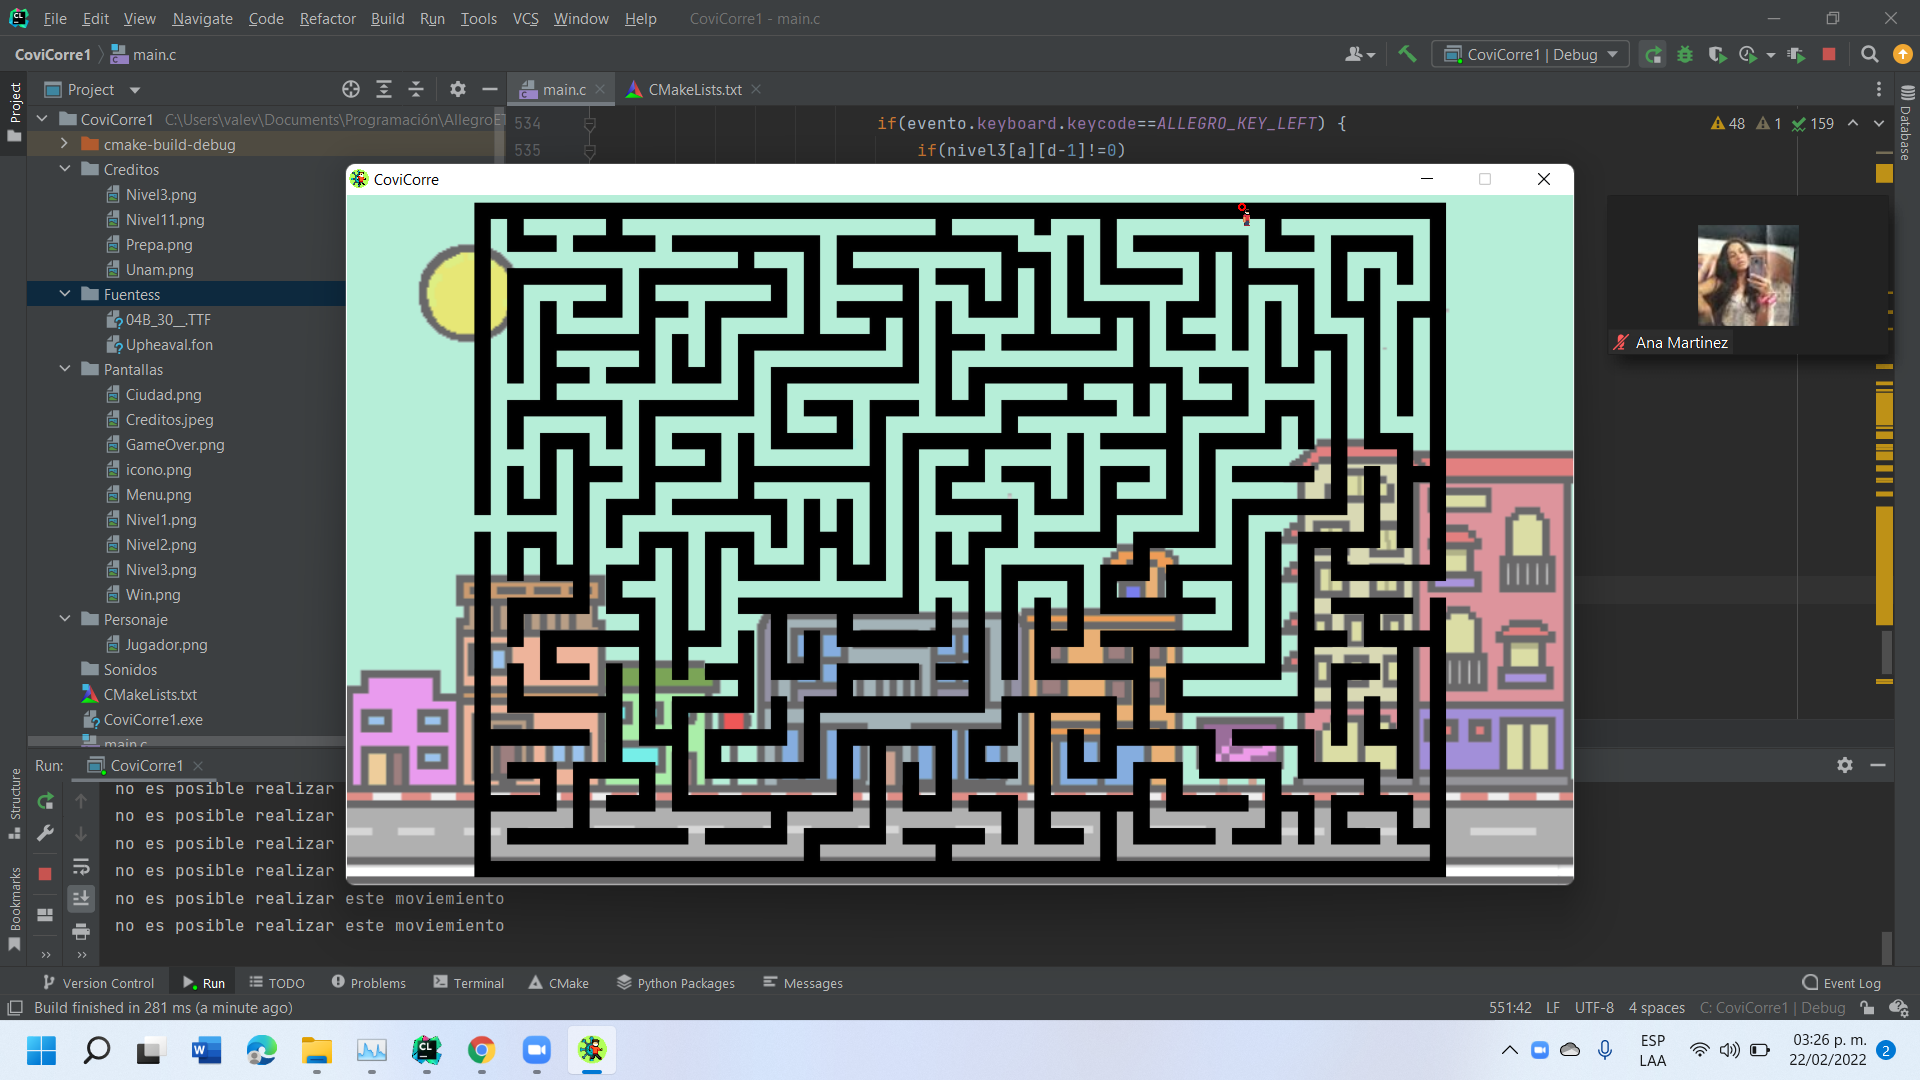 File Edit View Navigate Code Refactor Build Run Tools VCS Window Help CoviCorre1 - main.c
CoviCorre1 main.c
CoviCorre1 | Debug
Project
Project
main.c
CMakeLists.txt
CoviCorre1 C:\Users\valev\Documents\Programación\AllegroE
cmake-build-debug
Creditos
Nivel3.png
Nivel11.png
Prepa.png
Unam.png
Fuentess
04B_30__.TTF
Upheaval.fon
Pantallas
Ciudad.png
Creditos.jpeg
GameOver.png
icono.png
Menu.png
Nivel1.png
Nivel2.png
Nivel3.png
Win.png
Personaje
Jugador.png
Sonidos
CMakeLists.txt
CoviCorre1.exe
main.c
534 if(evento.keyboard.keycode==ALLEGRO_KEY_LEFT) {
535 if(nivel3[a][d-1]!=0)
48 1 159
Database
CoviCorre
Ana Martinez
Structure
Bookmarks
Run: CoviCorre1
no es posible realizar
no es posible realizar
no es posible realizar
no es posible realizar
no es posible realizar este moviemiento
no es posible realizar este moviemiento
Version Control Run TODO Problems Terminal CMake Python Packages Messages Event Log
Build finished in 281 ms (a minute ago)
551:42 LF UTF-8 4 spaces C: CoviCorre1 | Debug
ESP
LAA
03:26 p. m.
22/02/2022
2